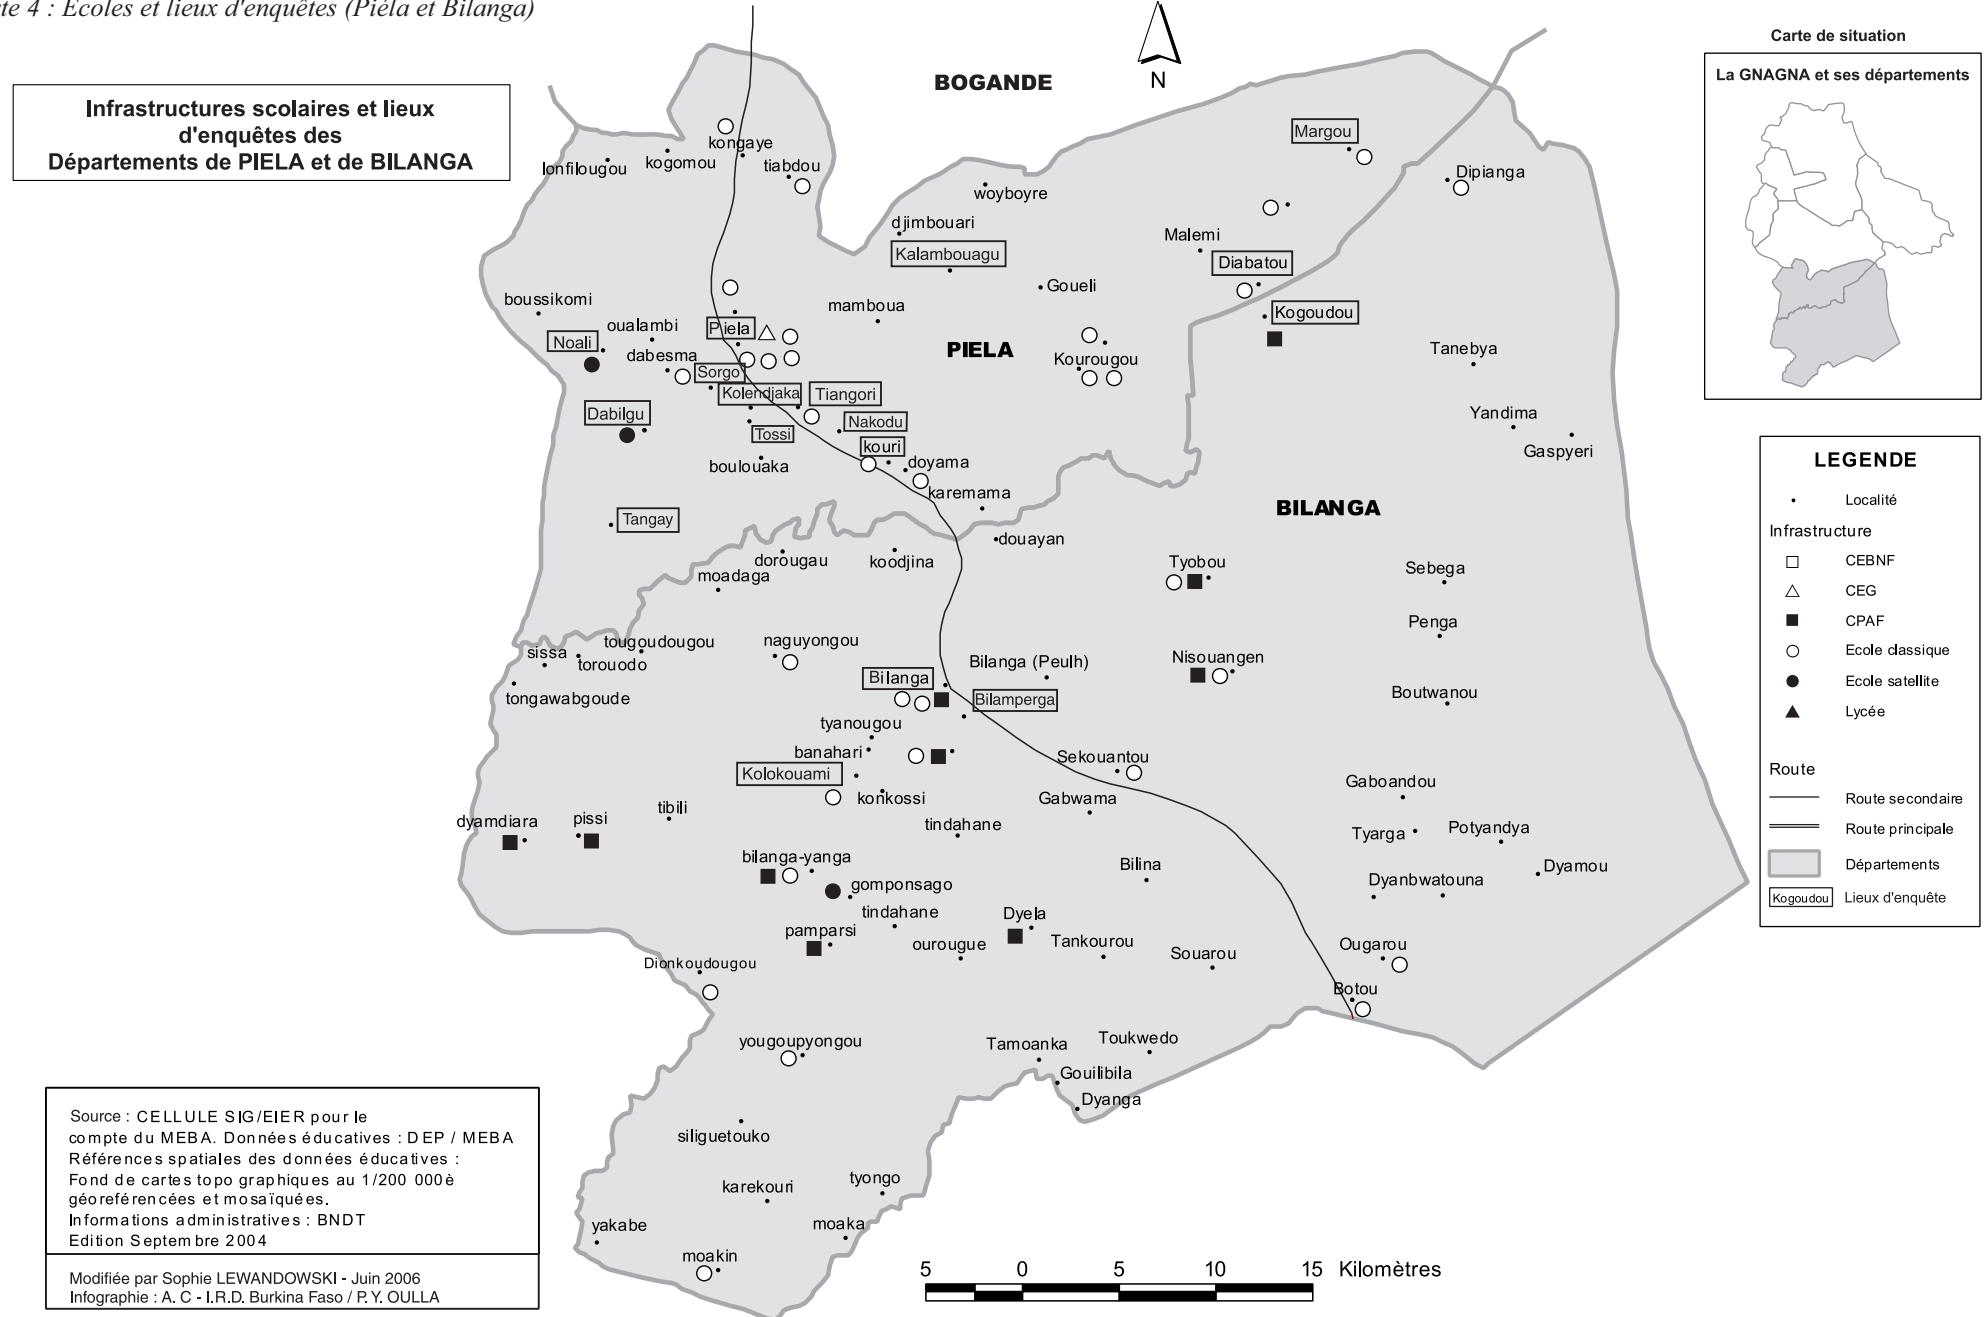 te 4 : Ecoles et lieux d'enquêtes (Piéla et Bilanga)
Infrastructures scolaires et lieux
d'enquêtes des
Départements de PIELA et de BILANGA
BOGANDE
N
Carte de situation
La GNAGNA et ses départements
kongaye
lonfilougou
kogomou
tiabdou
Margou
Dipianga
woyboyre
djimbouari
Malemi
Kalambouagu
Diabatou
Goueli
boussikomi
mamboua
Kogoudou
oualambi
Piela
Noali
PIELA
dabesma
Kourougou
Tanebya
Sorgo
Kolendjaka
Tiangori
Dabilgu
Nakodu
Yandima
Tossi
kouri
Gaspyeri
boulouaka
doyama
karemama
BILANGA
Tangay
douayan
dorougau
koodjina
Tyobou
Sebega
moadaga
Penga
tougoudougou
naguyongou
sissa
torouodo
Bilanga (Peulh)
Nisouangen
Bilanga
tongawabgoude
Bilamperga
Boutwanou
tyanougou
banahari
Sekouantou
Kolokouami
Gaboandou
konkossi
Gabwama
tibili
dyamdiara
pissi
tindahane
Tyarga
Potyandya
bilanga-yanga
Bilina
Dyamou
gomponsago
Dyanbwatouna
tindahane
Dyela
pamparsi
ourougue
Tankourou
Souarou
Ougarou
Dionkoudougou
Botou
yougoupyongou
Tamoanka
Toukwedo
Gouilibila
Dyanga
siliguetouko
karekouri
tyongo
yakabe
moaka
moakin
LEGENDE
Localité
Infrastructure
CEBNF
CEG
CPAF
Ecole classique
Ecole satellite
Lycée
Route
Route secondaire
Route principale
Départements
Kogoudou Lieux d'enquête
Source : CELLULE SIG/EIER pour le
compte du MEBA. Données éducatives : DEP / MEBA
Références spatiales des données éducatives :
Fond de cartes topo graphiques au 1/200 000è
géoreférencées et mosaïquées.
Informations administratives : BNDT
Edition Septembre 2004
Modifiée par Sophie LEWANDOWSKI - Juin 2006
Infographie : A. C - I.R.D. Burkina Faso / P. Y. OULLA
5 0 5 10 15 Kilomètres